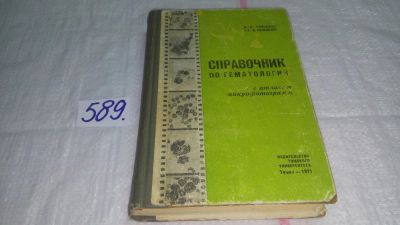 589.
СПРАВОЧНИК
ПО ГЕМАТОЛОГИИ
с атласом
микрофотограмм
ИЗДАТЕЛЬСТВО
ТОМСКОГО
УНИВЕРСИТЕТА
Томск — 1971